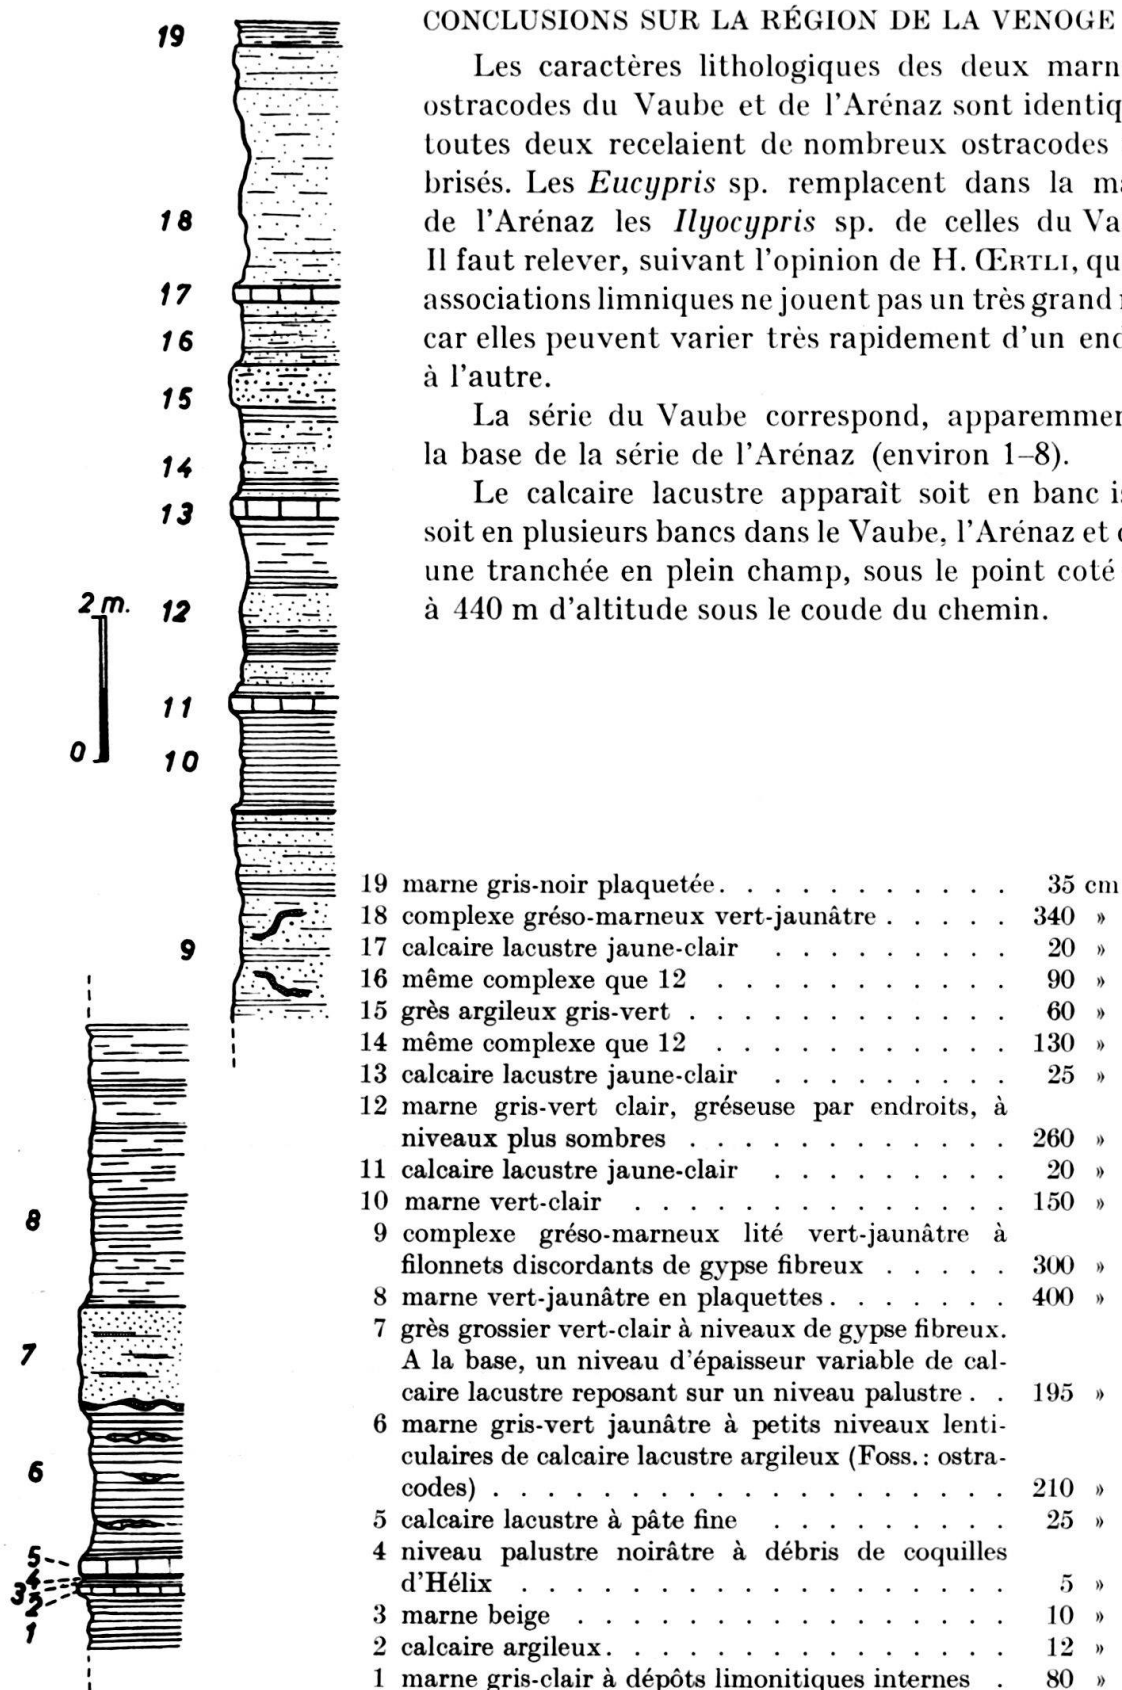 CONCLUSIONS SUR LA RÉGION DE LA VENOGE
Les caractères lithologiques des deux marn
ostracodes du Vaube et de l'Arénaz sont identiq
toutes deux recelaient de nombreux ostracodes
brisés. Les Eucypris sp. remplacent dans la ma
de l'Arénaz les Ilyocypris sp. de celles du Va
Il faut relever, suivant l'opinion de H. ŒRTLI, qu
associations limniques ne jouent pas un très grand
car elles peuvent varier très rapidement d'un end
à l'autre.
La série du Vaube correspond, apparemmen
la base de la série de l'Arénaz (environ 1–8).
Le calcaire lacustre apparaît soit en banc is
soit en plusieurs bancs dans le Vaube, l'Arénaz et d
une tranchée en plein champ, sous le point coté
à 440 m d'altitude sous le coude du chemin.
19
18
17
16
15
14
13
2 m.
12
11
0
10
9
8
7
6
5
4
3
2
1
19 marne gris-noir plaquetée. . . . . . . . . . . 35 cm
18 complexe gréso-marneux vert-jaunâtre . . . . . 340 »
17 calcaire lacustre jaune-clair . . . . . . . . . 20 »
16 même complexe que 12 . . . . . . . . . . . 90 »
15 grès argileux gris-vert . . . . . . . . . . . . 60 »
14 même complexe que 12 . . . . . . . . . . . 130 »
13 calcaire lacustre jaune-clair . . . . . . . . . 25 »
12 marne gris-vert clair, gréseuse par endroits, à
niveaux plus sombres . . . . . . . . . . . . 260 »
11 calcaire lacustre jaune-clair . . . . . . . . . 20 »
10 marne vert-clair . . . . . . . . . . . . . . 150 »
9 complexe gréso-marneux lité vert-jaunâtre à
filonnets discordants de gypse fibreux . . . . . 300 »
8 marne vert-jaunâtre en plaquettes. . . . . . . 400 »
7 grès grossier vert-clair à niveaux de gypse fibreux.
A la base, un niveau d'épaisseur variable de cal-
caire lacustre reposant sur un niveau palustre . . 195 »
6 marne gris-vert jaunâtre à petits niveaux lenti-
culaires de calcaire lacustre argileux (Foss.: ostra-
codes) . . . . . . . . . . . . . . . . . . . 210 »
5 calcaire lacustre à pâte fine . . . . . . . . . 25 »
4 niveau palustre noirâtre à débris de coquilles
d'Hélix . . . . . . . . . . . . . . . . . . 5 »
3 marne beige . . . . . . . . . . . . . . . . 10 »
2 calcaire argileux. . . . . . . . . . . . . . . 12 »
1 marne gris-clair à dépôts limonitiques internes . 80 »